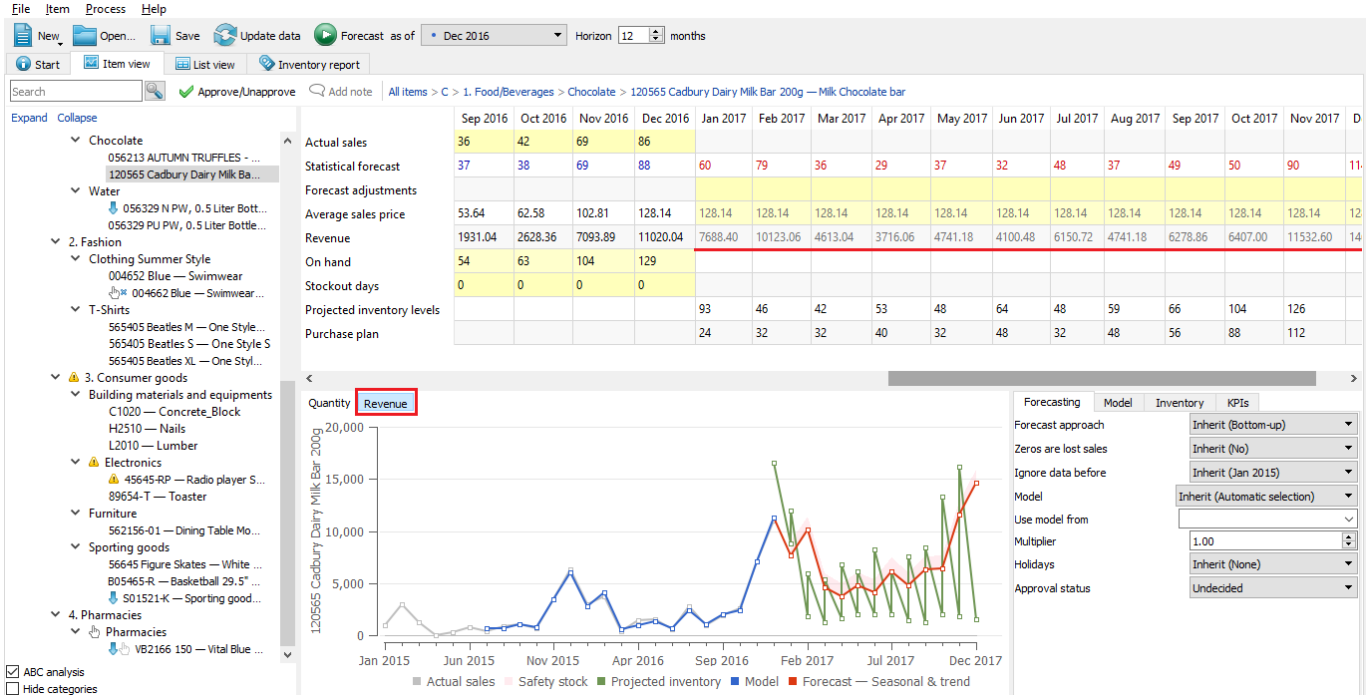 File Item Process Help
New Open... Save Update data Forecast as of • Dec 2016 Horizon 12 months
Start Item view List view Inventory report
Search Approve/Unapprove Add note All items > C > 1. Food/Beverages > Chocolate > 120565 Cadbury Dairy Milk Bar 200g — Milk Chocolate bar
Expand Collapse
Chocolate
056213 AUTUMN TRUFFLES - ...
120565 Cadbury Dairy Milk Ba...
Water
056329 N PW, 0.5 Liter Bott...
056329 PU PW, 0.5 Liter Bottle...
2. Fashion
Clothing Summer Style
004652 Blue — Swimwear
004662 Blue — Swimwear...
T-Shirts
565405 Beatles M — One Style...
565405 Beatles S — One Style S
565405 Beatles XL — One Styl...
3. Consumer goods
Building materials and equipments
C1020 — Concrete_Block
H2510 — Nails
L2010 — Lumber
Electronics
45645-RP — Radio player S...
89654-T — Toaster
Furniture
562156-01 — Dining Table Mo...
Sporting goods
56645 Figure Skates — White ...
B05465-R — Basketball 29.5" ...
S01521-K — Sporting good...
4. Pharmacies
Pharmacies
VB2166 150 — Vital Blue ...
ABC analysis
Hide categories
Sep 2016 Oct 2016 Nov 2016 Dec 2016 Jan 2017 Feb 2017 Mar 2017 Apr 2017 May 2017 Jun 2017 Jul 2017 Aug 2017 Sep 2017 Oct 2017 Nov 2017 D
Actual sales 36 42 69 86
Statistical forecast 37 38 69 88 60 79 36 29 37 32 48 37 49 50 90 11
Forecast adjustments
Average sales price 53.64 62.58 102.81 128.14 128.14 128.14 128.14 128.14 128.14 128.14 128.14 128.14 128.14 128.14 128.14 12
Revenue 1931.04 2628.36 7093.89 11020.04 7688.40 10123.06 4613.04 3716.06 4741.18 4100.48 6150.72 4741.18 6278.86 6407.00 11532.60 14
On hand 54 63 104 129
Stockout days 0 0 0 0
Projected inventory levels 93 46 42 53 48 64 48 59 66 104 126
Purchase plan 24 32 32 40 32 48 32 48 56 88 112
Quantity Revenue
120565 Cadbury Dairy Milk Bar 200g
20,000
15,000
10,000
5,000
0
Jan 2015 Jun 2015 Nov 2015 Apr 2016 Sep 2016 Feb 2017 Jul 2017 Dec 2017
Actual sales Safety stock Projected inventory Model Forecast — Seasonal & trend
Forecasting Model Inventory KPIs
Forecast approach Inherit (Bottom-up)
Zeros are lost sales Inherit (No)
Ignore data before Inherit (Jan 2015)
Model Inherit (Automatic selection)
Use model from
Multiplier 1.00
Holidays Inherit (None)
Approval status Undecided